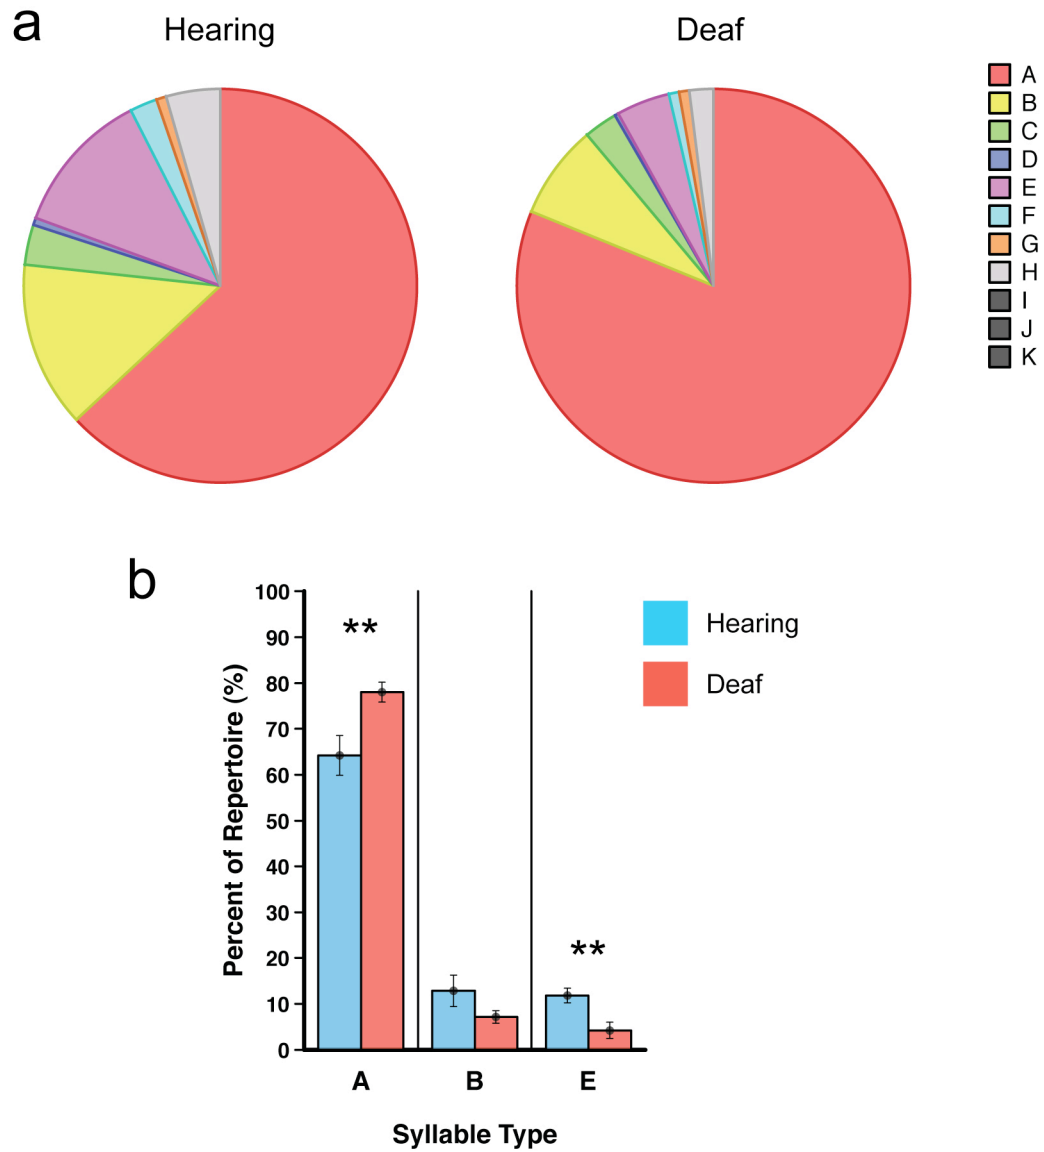 a
Hearing
Deaf
A
B
C
D
E
F
G
H
I
J
K
b
100
90
80
70
60
50
40
30
20
10
0
Percent of Repertoire (%)
**
**
Hearing
Deaf
A
B
E
Syllable Type